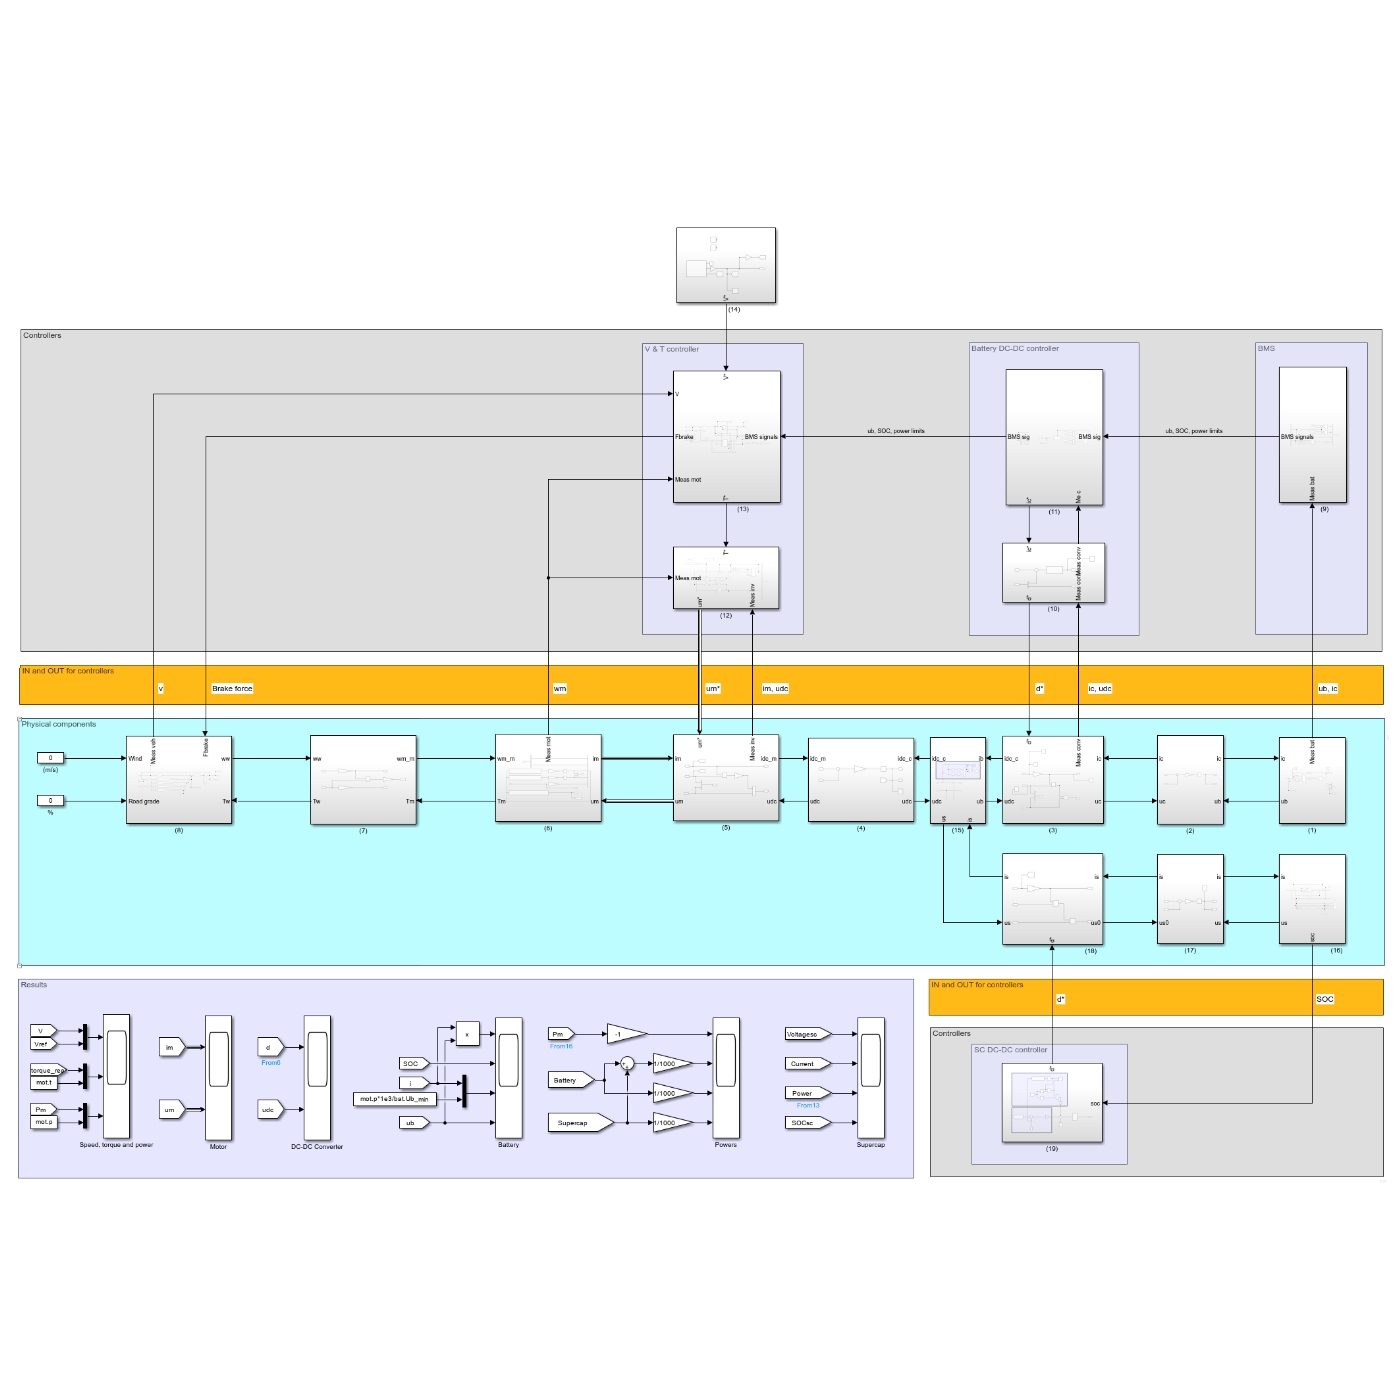 (14)
Controllers
V & T controller
Battery DC-DC controller
BMS
V
Fbrake
BMS signals
Meas mot
(13)
ub, SOC, power limits
BMS sig
BMS sig
Meas c
(11)
ub, SOC, power limits
BMS signals
Meas bat
(9)
T*
Meas mot
um*
Meas inv
(12)
ic*
Meas conv
d*
Meas conv
(10)
IN and OUT for controllers
v
Brake force
wm
um*
im, udc
d*
ic, udc
ub, ic
Physical components
0
(m/s)
0
%
Wind
Road grade
Meas veh
Fbrake
ww
Tw
(8)
ww
Tw
wm_m
Tm
(7)
wm_m
Tm
Meas mot
im
um
(6)
im
um
um*
Meas inv
idc_m
udc
(5)
idc_m
udc
idc_c
udc
(4)
idc_c
udc
ib
ub
us
is
(15)
idc_c
udc
d*
Meas conv
ic
uc
(3)
ic
uc
ic
ub
(2)
ic
ub
Meas bat
(1)
is
us
is
us0
d*
(18)
is
us0
is
us
(17)
is
us
soc
(16)
Results
V
Vref
mot.t
Pm
mot.p
Speed, torque and power
im
um
Motor
d
From6
udc
DC-DC Converter
x
SOC
i
mot.p*1e3/bat.Ub_min
ub
Battery
Pm
From16
-1
Battery
Supercap
1/1000
1/1000
1/1000
Powers
Voltagesc
Current
Power
From13
SOCsc
Supercap
IN and OUT for controllers
d*
SOC
Controllers
SC DC-DC controller
d*
soc
(19)